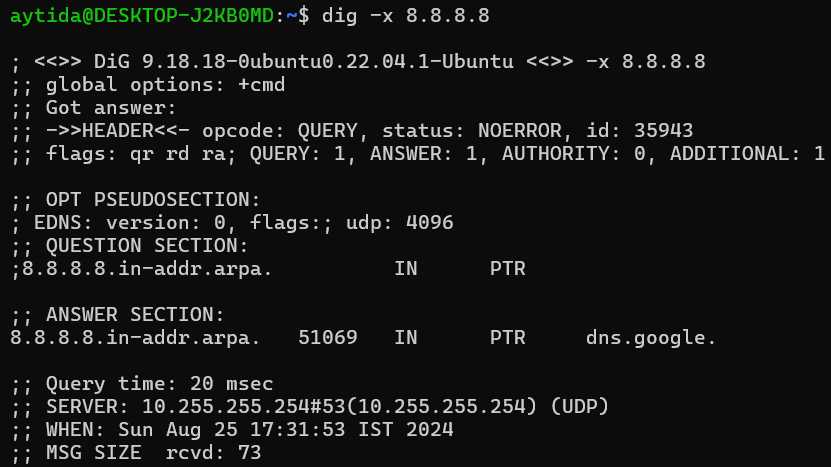 aytida@DESKTOP-J2KB0MD:~$ dig -x 8.8.8.8
; <<>> DiG 9.18.18-0ubuntu0.22.04.1-Ubuntu <<>> -x 8.8.8.8
;; global options: +cmd
;; Got answer:
;; ->>HEADER<<- opcode: QUERY, status: NOERROR, id: 35943
;; flags: qr rd ra; QUERY: 1, ANSWER: 1, AUTHORITY: 0, ADDITIONAL: 1
;; OPT PSEUDOSECTION:
; EDNS: version: 0, flags:; udp: 4096
;; QUESTION SECTION:
;8.8.8.8.in-addr.arpa. IN PTR
;; ANSWER SECTION:
8.8.8.8.in-addr.arpa. 51069 IN PTR dns.google.
;; Query time: 20 msec
;; SERVER: 10.255.255.254#53(10.255.255.254) (UDP)
;; WHEN: Sun Aug 25 17:31:53 IST 2024
;; MSG SIZE rcvd: 73